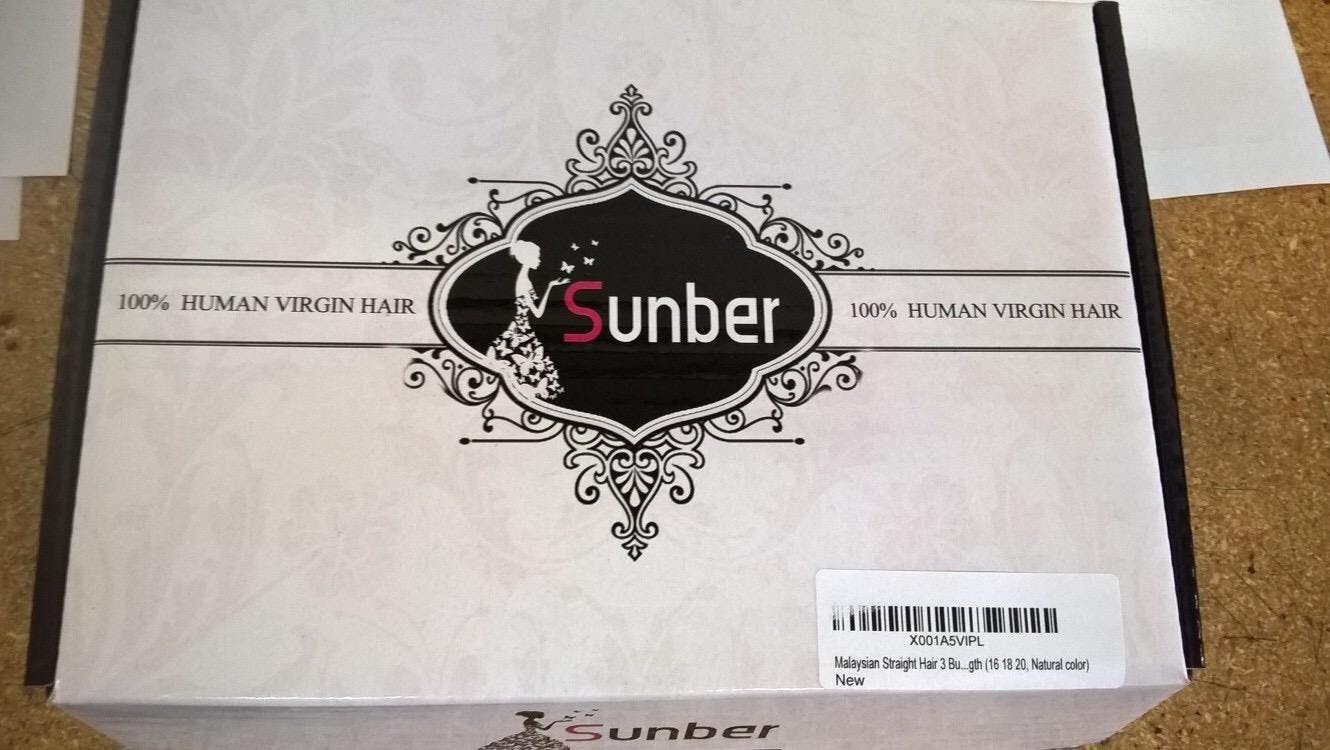 100% HUMAN VIRGIN HAIR
Sunber
100% HUMAN VIRGIN HAIR
X001A5VIPL
Malaysian Straight Hair 3 Bu...gth (16 18 20, Natural color)
New
Sunber